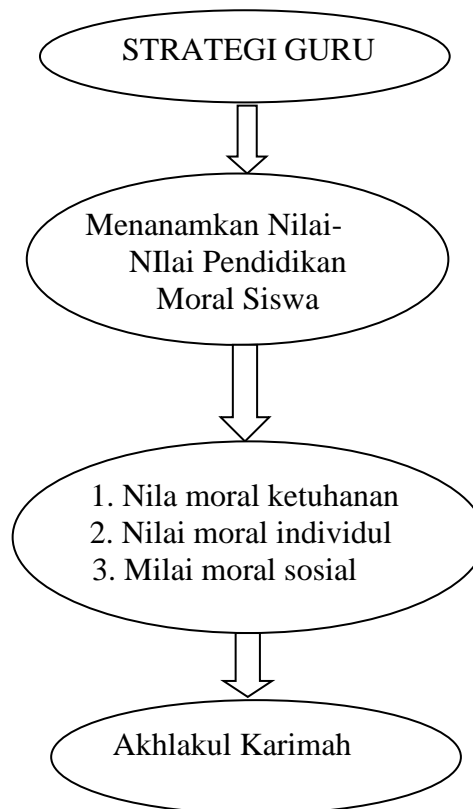 STRATEGI GURU
Menanamkan Nilai-
NIlai Pendidikan
Moral Siswa
1. Nila moral ketuhanan
2. Nilai moral individul
3. Milai moral sosial
Akhlakul Karimah